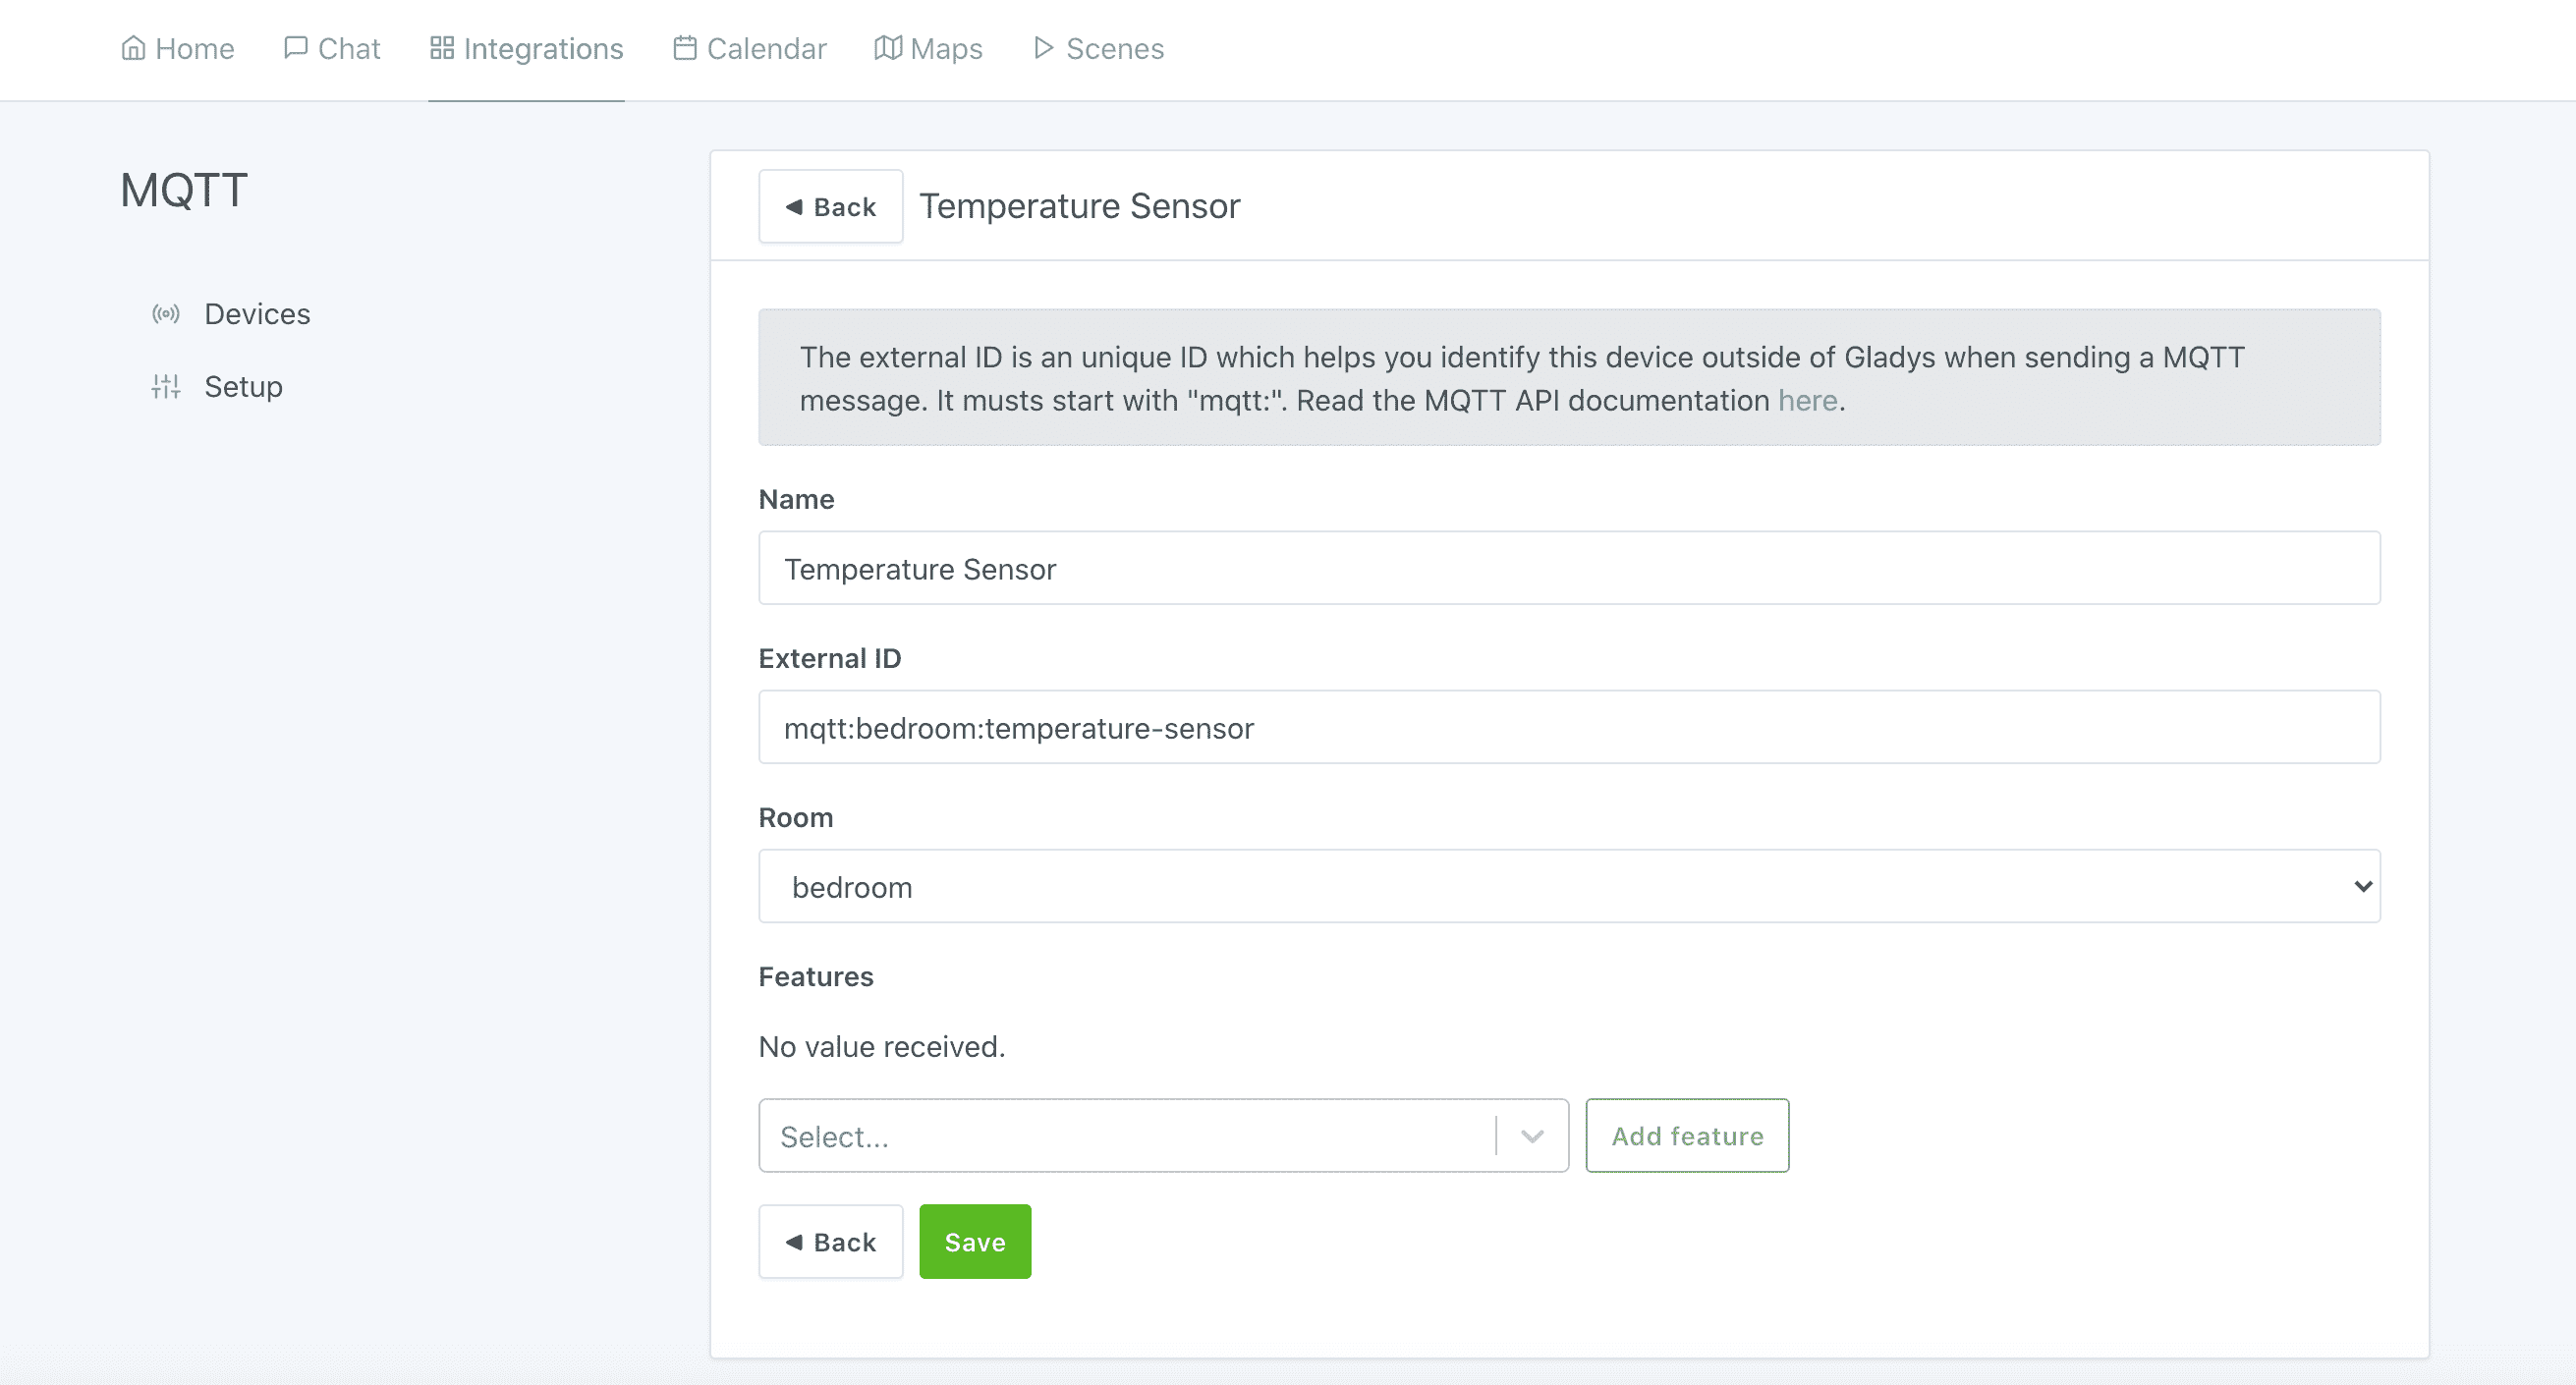 Home Chat Integrations Calendar Maps Scenes
MQTT
Devices
Setup
Back Temperature Sensor
The external ID is an unique ID which helps you identify this device outside of Gladys when sending a MQTT
message. It musts start with "mqtt:". Read the MQTT API documentation here.
Name
Temperature Sensor
External ID
mqtt:bedroom:temperature-sensor
Room
bedroom
Features
No value received.
Select... Add feature
Back Save